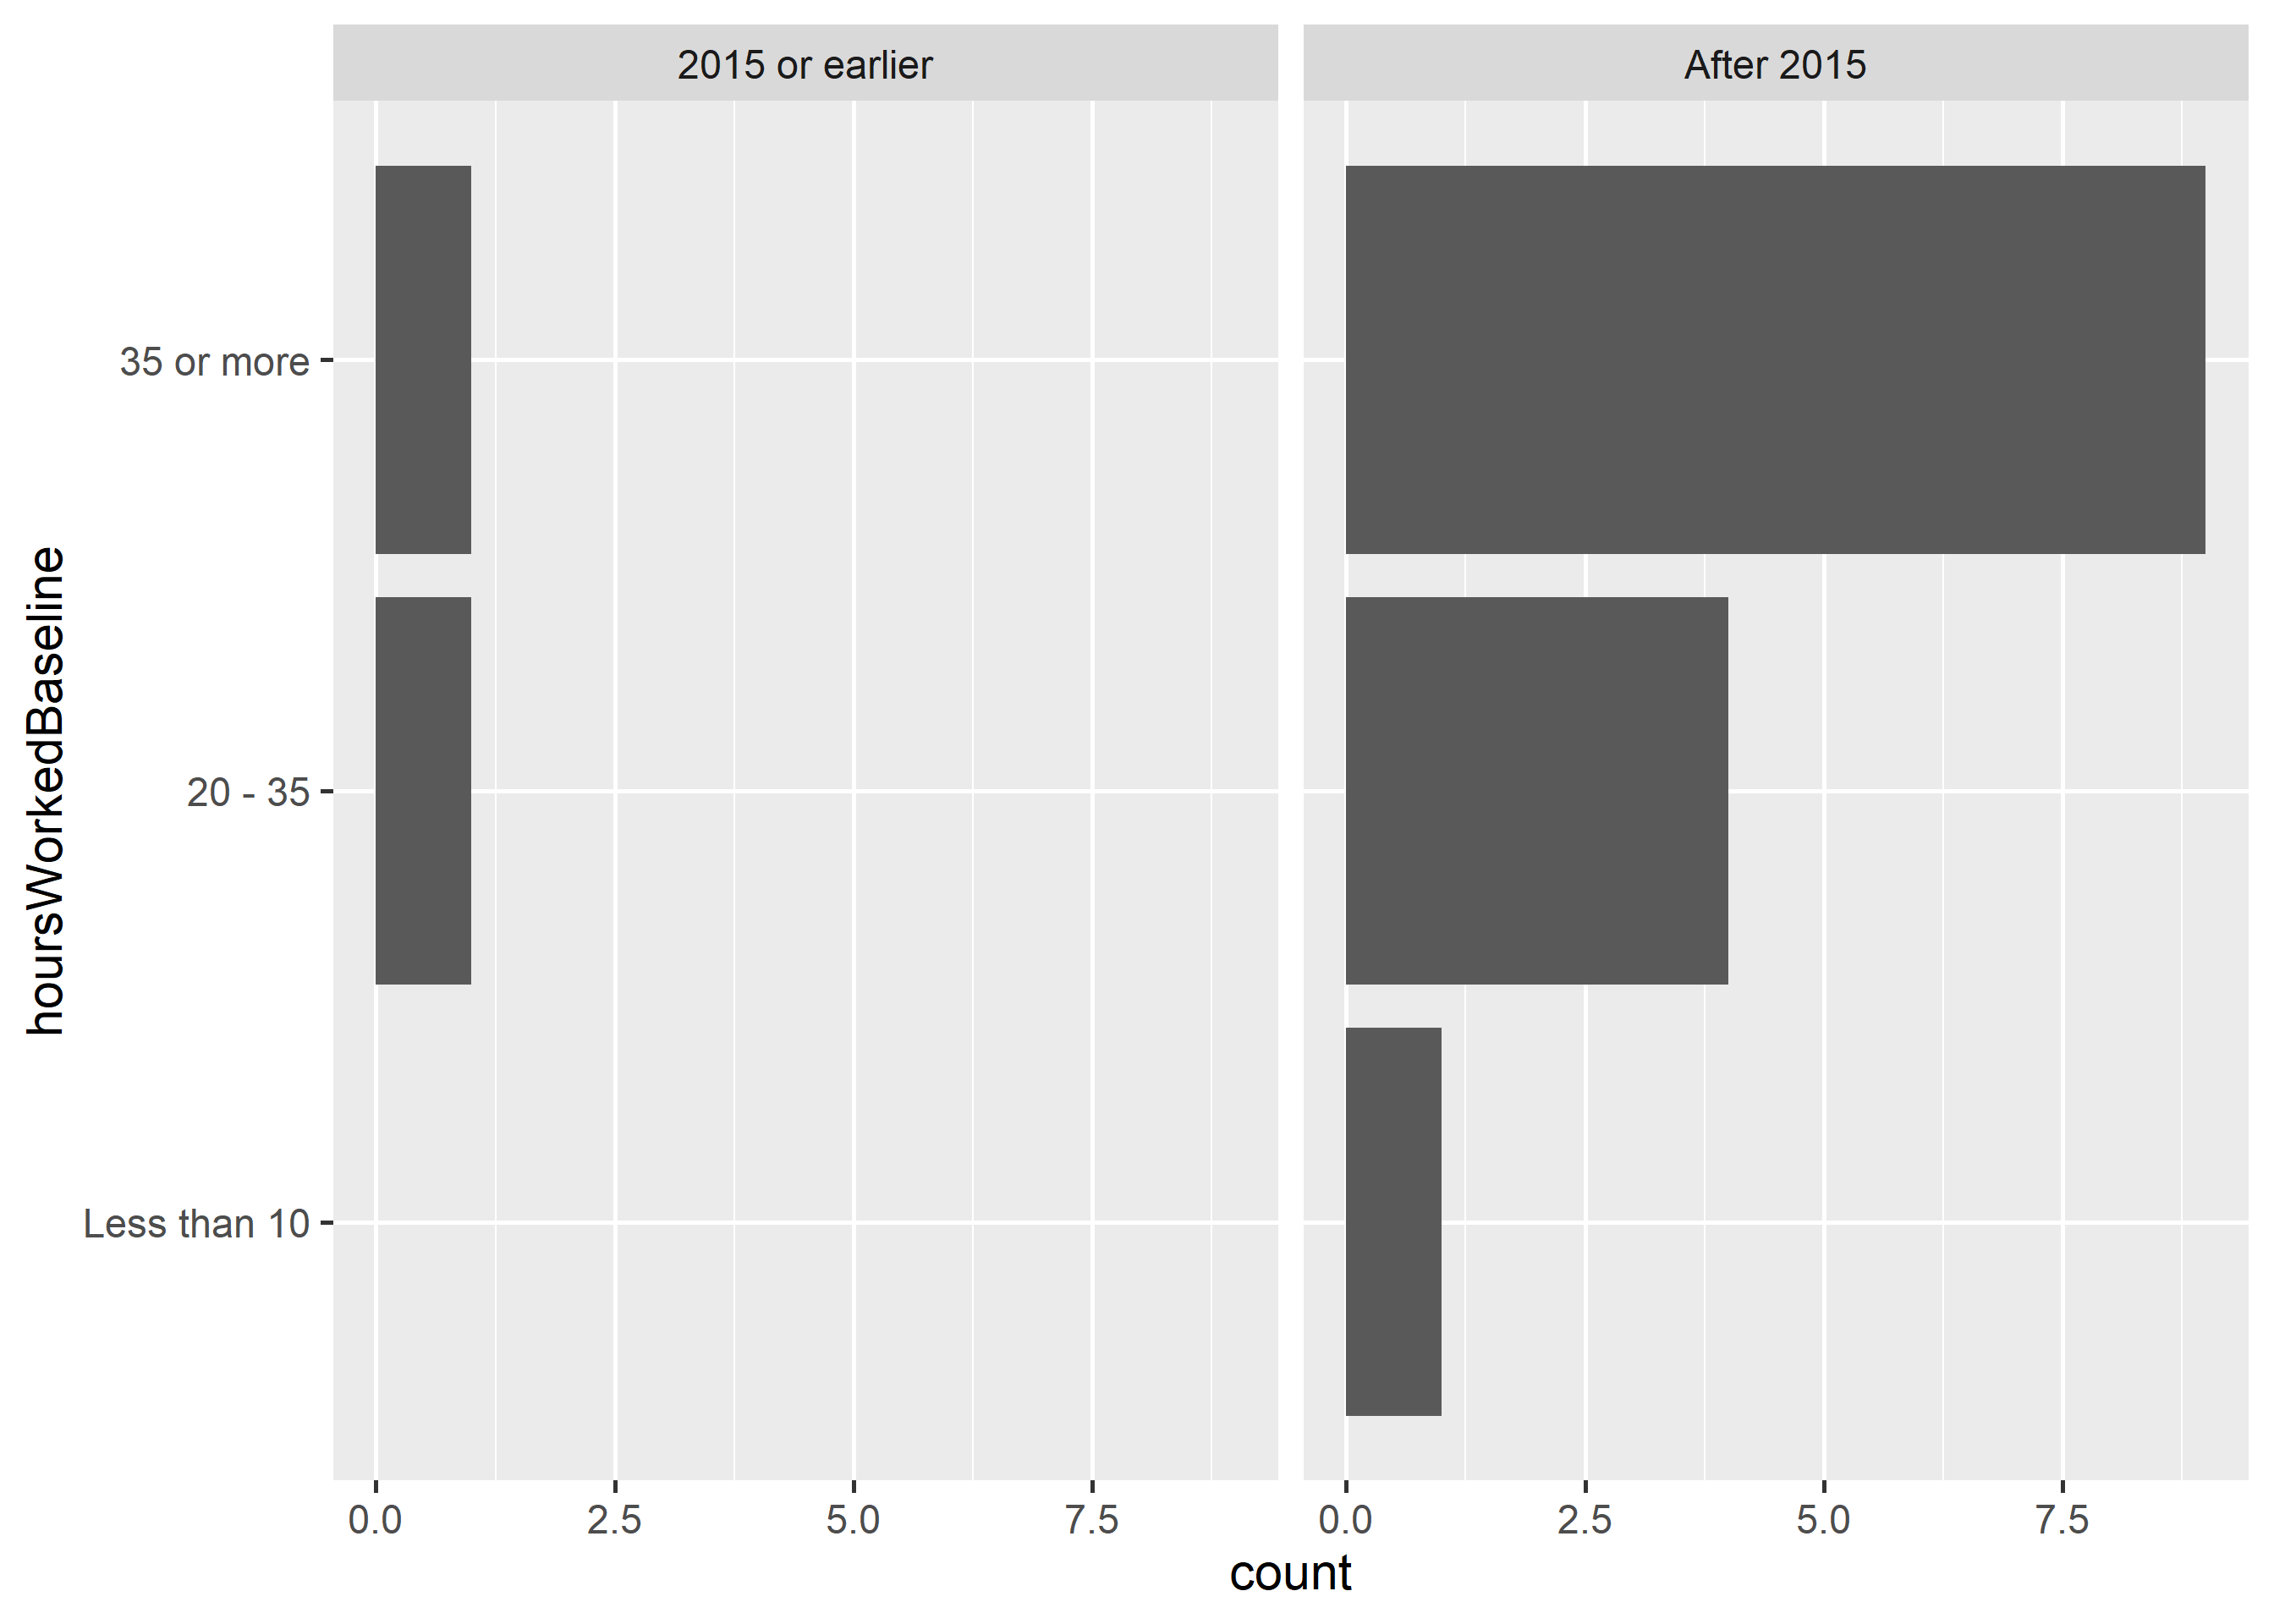 2015 or earlier
After 2015
hoursWorkedBaseline
35 or more
20 - 35
Less than 10
0.0 2.5 5.0 7.5
0.0 2.5 5.0 7.5
count